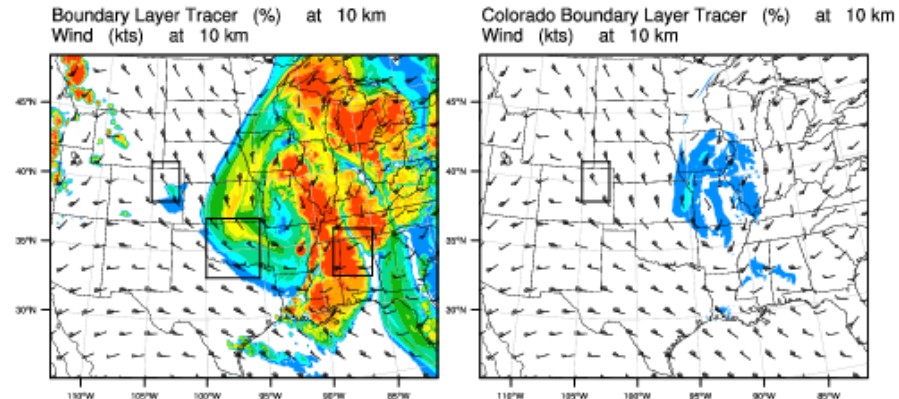 Boundary Layer Tracer (%) at 10 km
Wind (kts) at 10 km
Colorado Boundary Layer Tracer (%) at 10 km
Wind (kts) at 10 km
45°N
40°N
35°N
30°N
110°W 105°W 100°W 95°W 90°W 85°W
45°N
40°N
35°N
30°N
110°W 105°W 100°W 95°W 90°W 85°W